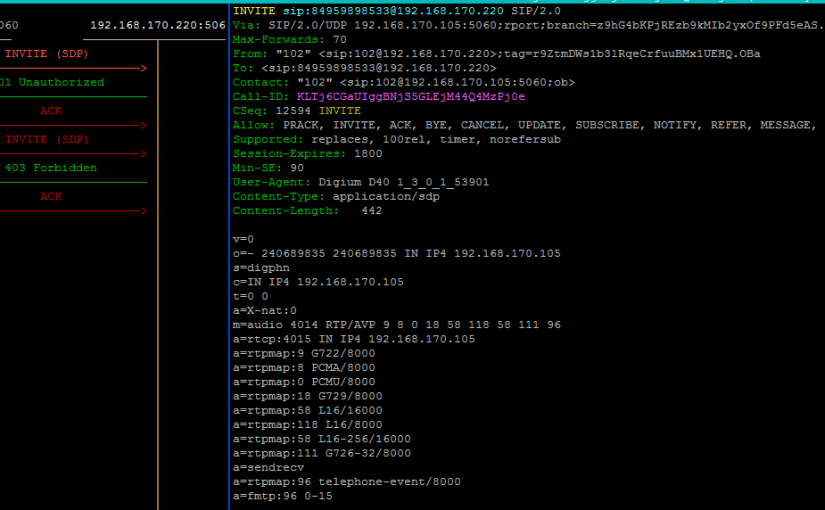 060
192.168.170.220:506
INVITE (SDP)
01 Unauthorized
ACK
INVITE (SDP)
403 Forbidden
ACK
INVITE sip:84959898533@192.168.170.220 SIP/2.0
Via: SIP/2.0/UDP 192.168.170.105:5060;rport;branch=z9hG4bKPjREzb9kMIb2yxOf9PFd5eAS.
Max-Forwards: 70
From: "102" <sip:102@192.168.170.220>;tag=r9ZtmDWs1b31RqeCrfuuBMx1UEHQ.OBa
To: <sip:84959898533@192.168.170.220>
Contact: "102" <sip:102@192.168.170.105:5060;ob>
Call-ID: KLTj6CGaUIggBNjS5GLEjM44Q4MzPj0e
CSeq: 12594 INVITE
Allow: PRACK, INVITE, ACK, BYE, CANCEL, UPDATE, SUBSCRIBE, NOTIFY, REFER, MESSAGE,
Supported: replaces, 100rel, timer, norefersub
Session-Expires: 1800
Min-SE: 90
User-Agent: Digium D40 1_3_0_1_53901
Content-Type: application/sdp
Content-Length:   442
v=0
o=- 240689835 240689835 IN IP4 192.168.170.105
s=digphn
c=IN IP4 192.168.170.105
t=0 0
a=X-nat:0
m=audio 4014 RTP/AVP 9 8 0 18 58 118 58 111 96
a=rtcp:4015 IN IP4 192.168.170.105
a=rtpmap:9 G722/8000
a=rtpmap:8 PCMA/8000
a=rtpmap:0 PCMU/8000
a=rtpmap:18 G729/8000
a=rtpmap:58 L16/16000
a=rtpmap:118 L16/8000
a=rtpmap:58 L16-256/16000
a=rtpmap:111 G726-32/8000
a=sendrecv
a=rtpmap:96 telephone-event/8000
a=fmtp:96 0-15